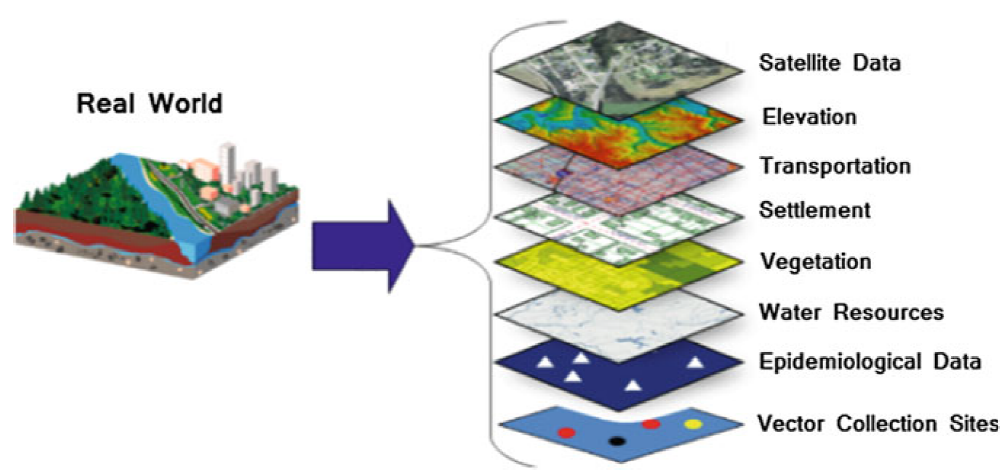 Real World
Satellite Data
Elevation
Transportation
Settlement
Vegetation
Water Resources
Epidemiological Data
Vector Collection Sites